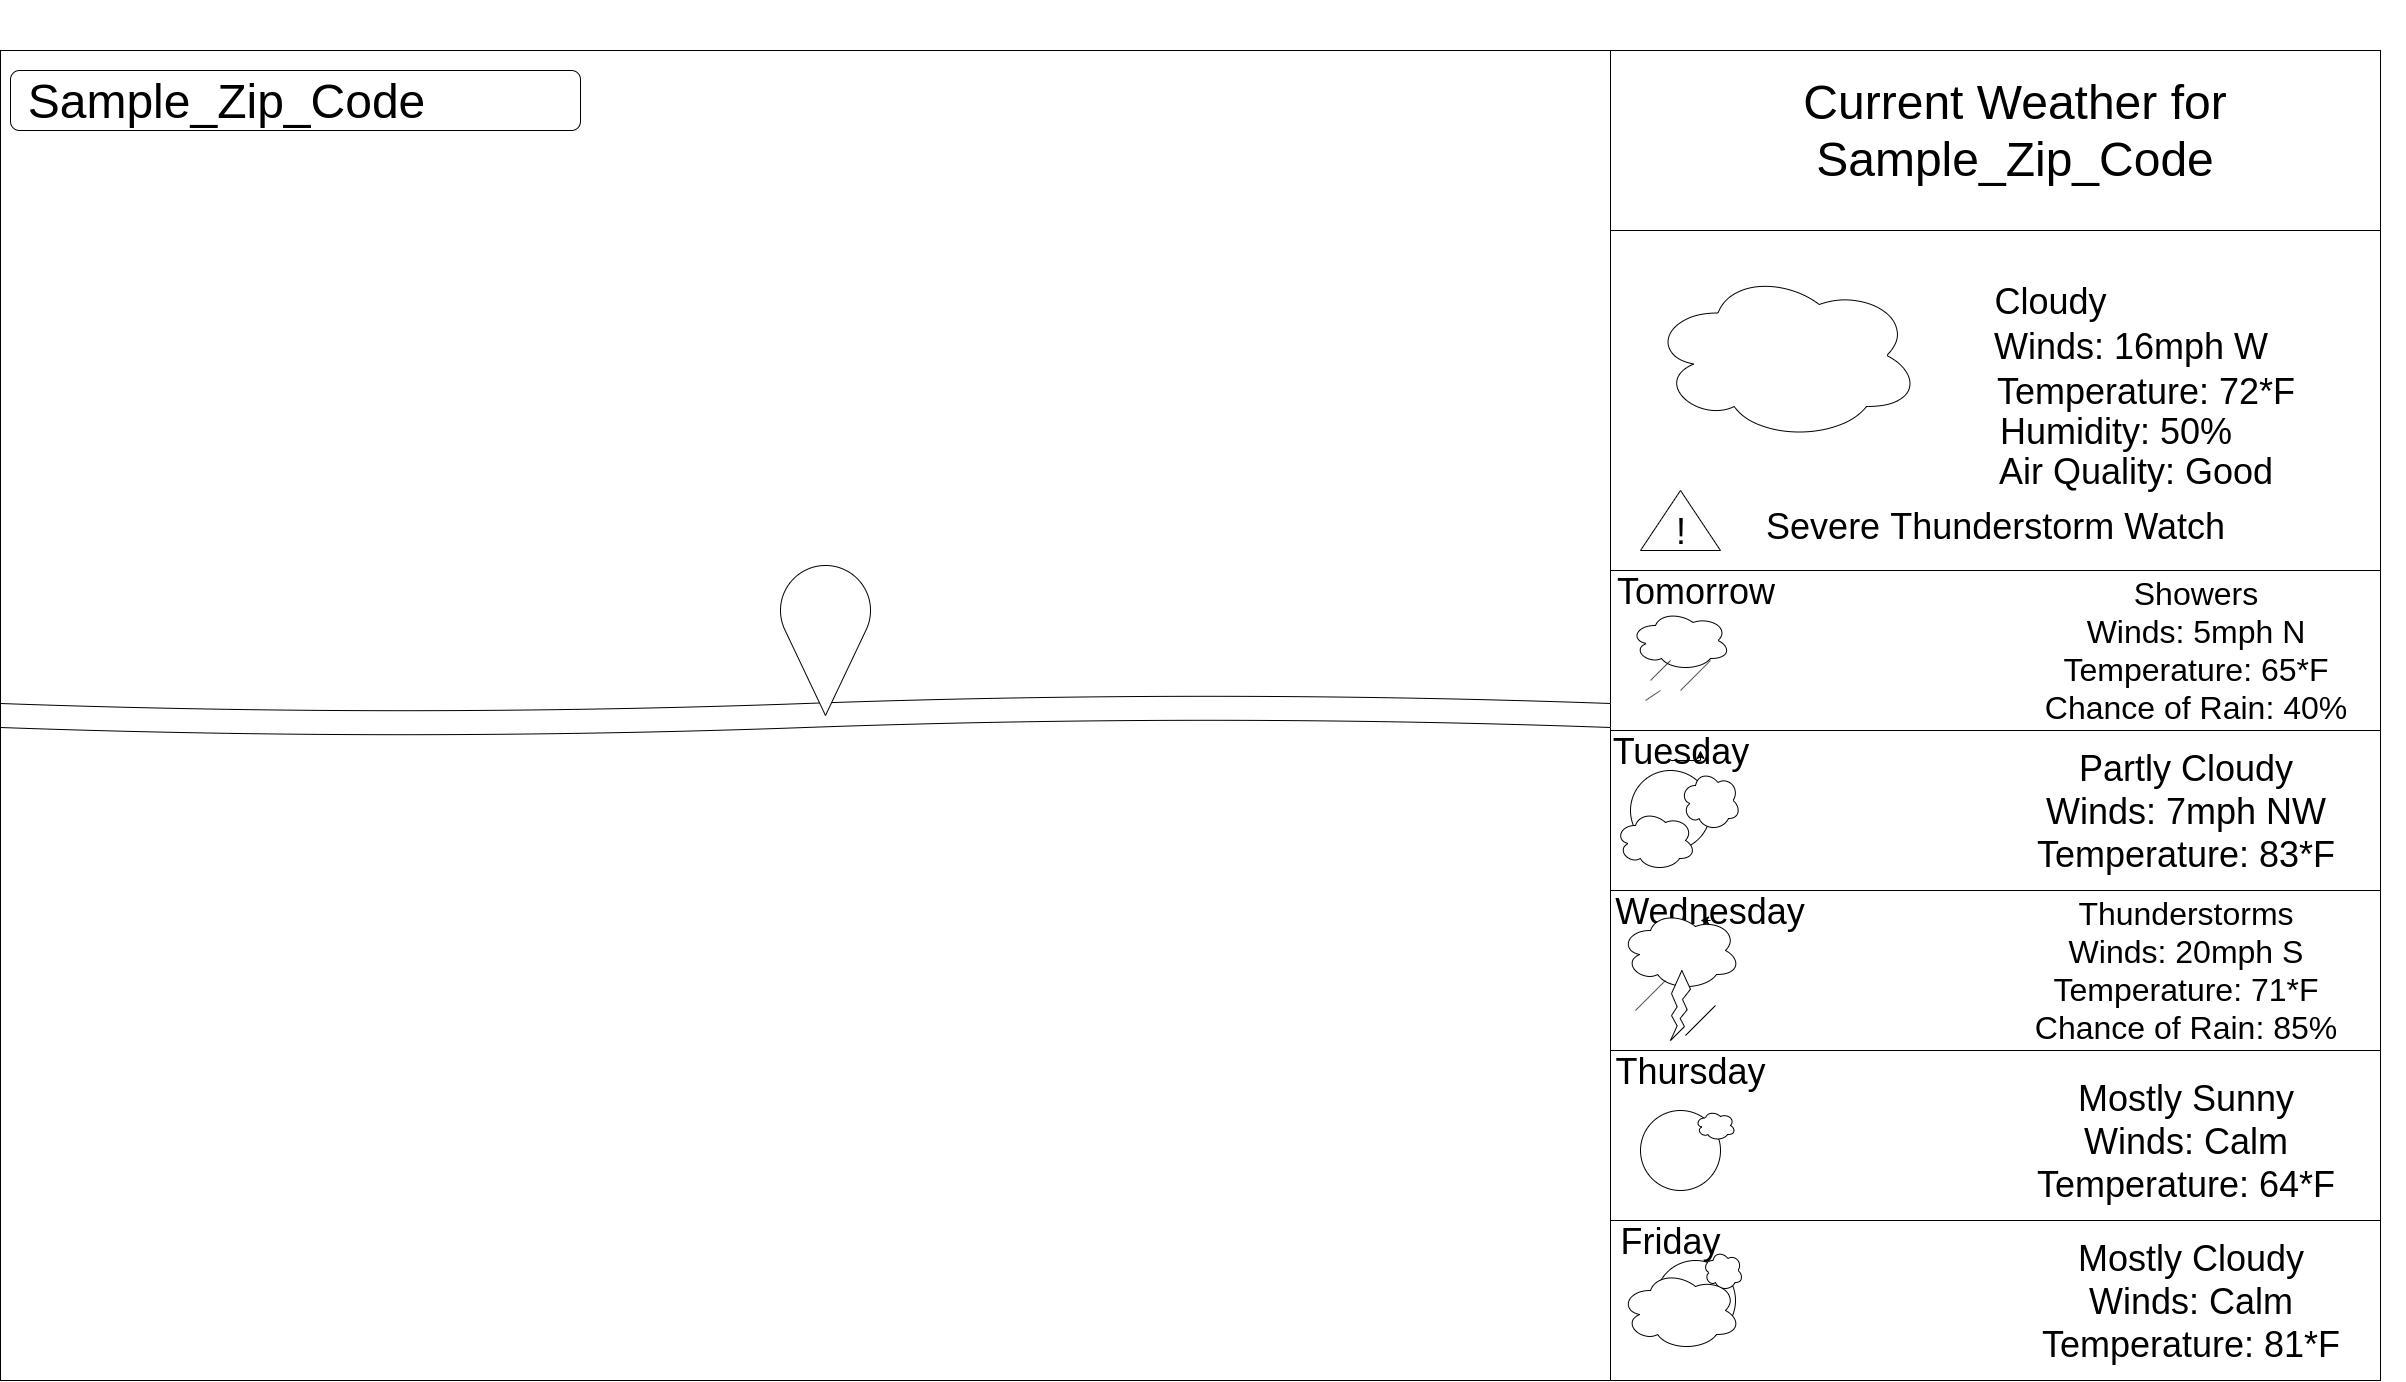 Sample_Zip_Code
Current Weather for
Sample_Zip_Code
Cloudy
Winds: 16mph W
Temperature: 72*F
Humidity: 50%
Air Quality: Good
!
Severe Thunderstorm Watch
Tomorrow
Showers
Winds: 5mph N
Temperature: 65*F
Chance of Rain: 40%
Tuesday
Partly Cloudy
Winds: 7mph NW
Temperature: 83*F
Wednesday
Thunderstorms
Winds: 20mph S
Temperature: 71*F
Chance of Rain: 85%
Thursday
Mostly Sunny
Winds: Calm
Temperature: 64*F
Friday
Mostly Cloudy
Winds: Calm
Temperature: 81*F